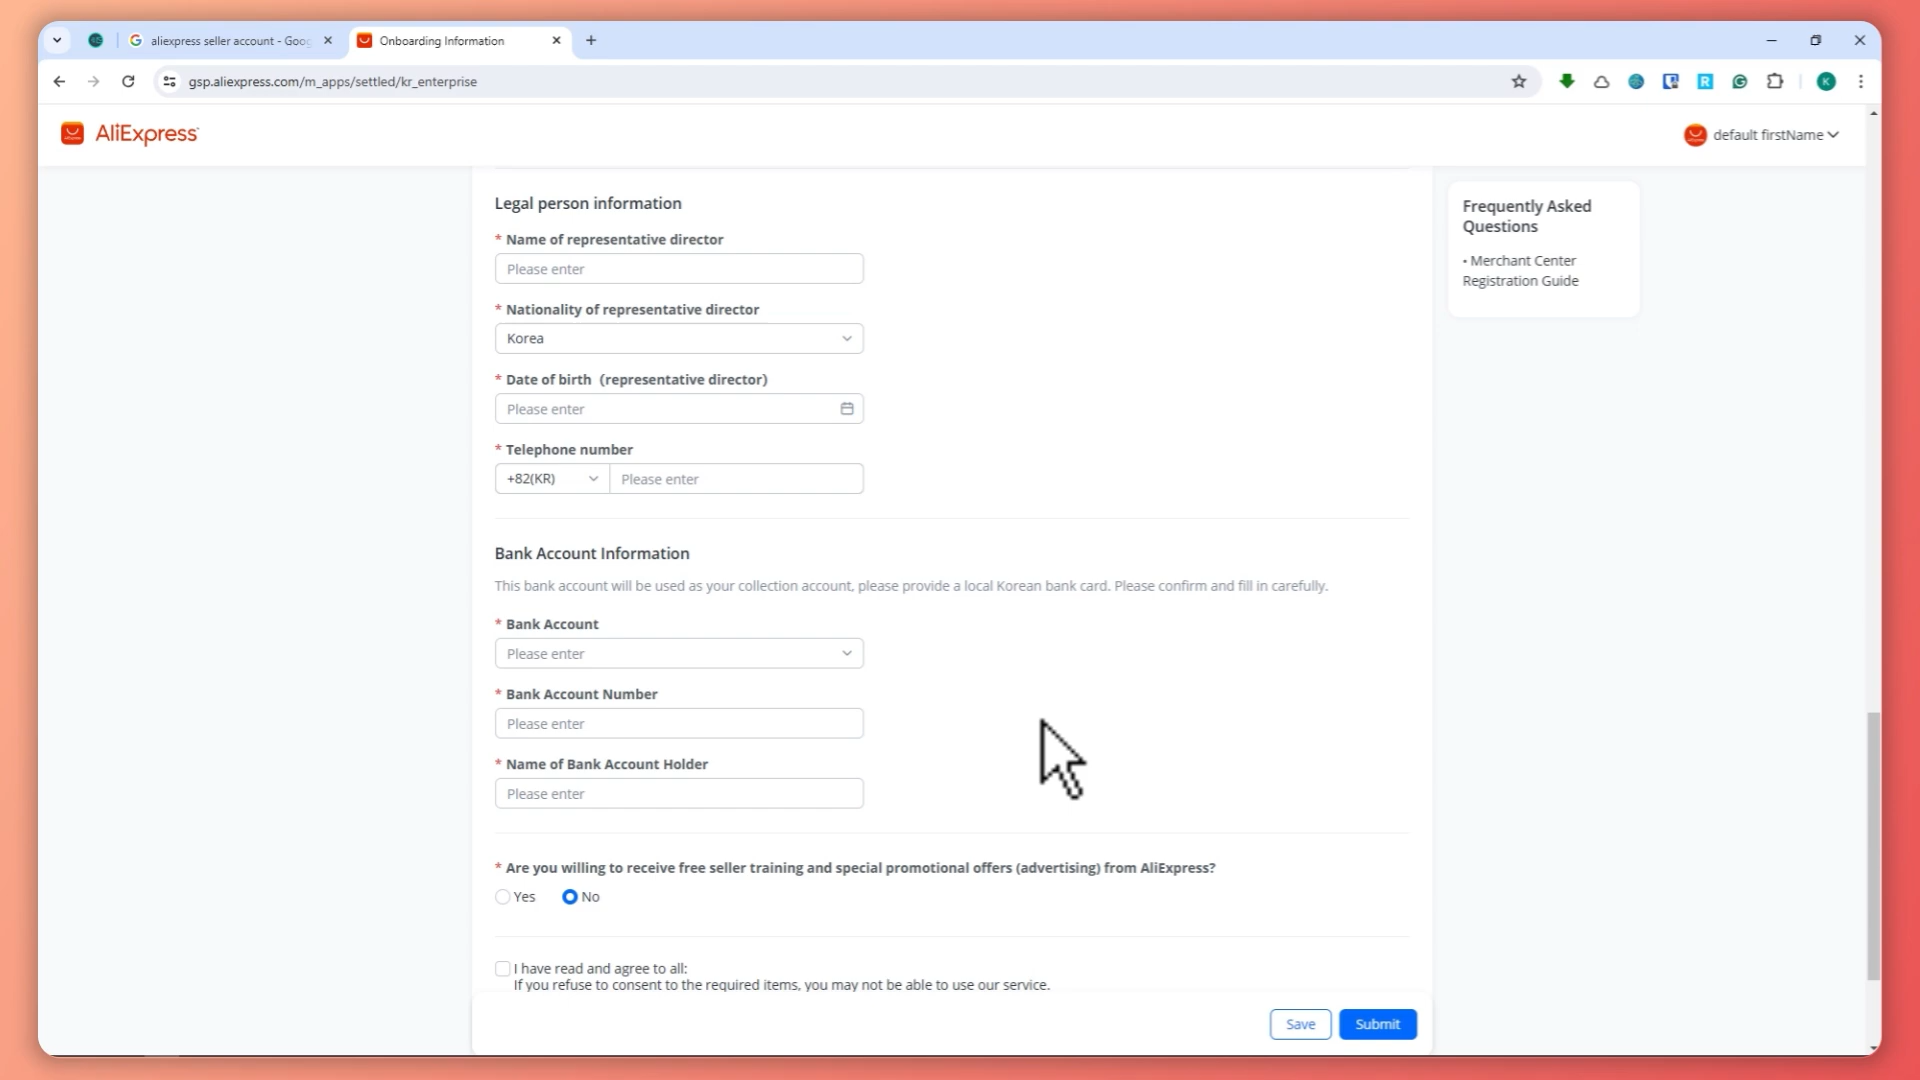 aliexpress seller account - Goog
Onboarding Information
gsp.aliexpress.com/m_apps/settled/kr_enterprise
K
AliExpress
default firstName
Legal person information
* Name of representative director
Please enter
* Nationality of representative director
Korea
* Date of birth (representative director)
Please enter
* Telephone number
+82(KR) Please enter
Bank Account Information
This bank account will be used as your collection account, please provide a local Korean bank card. Please confirm and fill in carefully.
* Bank Account
Please enter
* Bank Account Number
Please enter
* Name of Bank Account Holder
Please enter
* Are you willing to receive free seller training and special promotional offers (advertising) from AliExpress?
Yes No
I have read and agree to all:
If you refuse to consent to the required items, you may not be able to use our service.
Save Submit
Frequently Asked
Questions
• Merchant Center
Registration Guide